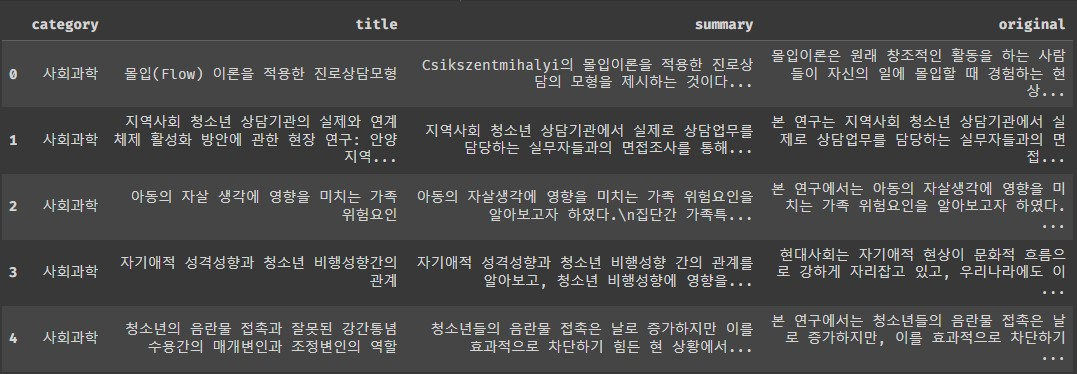 category title summary original
0 사회과학 몰입(Flow) 이론을 적용한 진로상담모형
Csikszentmihalyi의 몰입이론을 적용한 진로상
담의 모형을 제시하는 것이다...
몰입이론은 원래 창조적인 활동을 하는 사람
들이 자신의 일에 몰입할 때 경험하는 현
상...
1 사회과학
지역사회 청소년 상담기관의 실제와 연계
체제 활성화 방안에 관한 현장 연구: 안양
지역...
지역사회 청소년 상담기관에서 실제로 상담업무를
담당하는 실무자들과의 면접조사를 통해...
본 연구는 지역사회 청소년 상담기관에서 실
제로 상담업무를 담당하는 실무자들과의 면
접...
2 사회과학
아동의 자살 생각에 영향을 미치는 가족
위험요인
아동의 자살생각에 영향을 미치는 가족 위험요인을
알아보고자 하였다.\n집단간 가족특...
본 연구에서는 아동의 자살생각에 영향을 미
치는 가족 위험요인을 알아보고자 하였다.
...
3 사회과학
자기애적 성격성향과 청소년 비행성향간의
관계
자기애적 성격성향과 청소년 비행성향 간의 관계를
알아보고, 청소년 비행성향에 영향을...
현대사회는 자기애적 현상이 문화적 흐름으
로 강하게 자리잡고 있고, 우리나라에도 이
...
4 사회과학
청소년의 음란물 접촉과 잘못된 강간통념
수용간의 매개변인과 조정변인의 역할
청소년들의 음란물 접촉은 날로 증가하지만 이를
효과적으로 차단하기 힘든 현 상황에서...
본 연구에서는 청소년들의 음란물 접촉은 날
로 증가하지만, 이를 효과적으로 차단하기
...